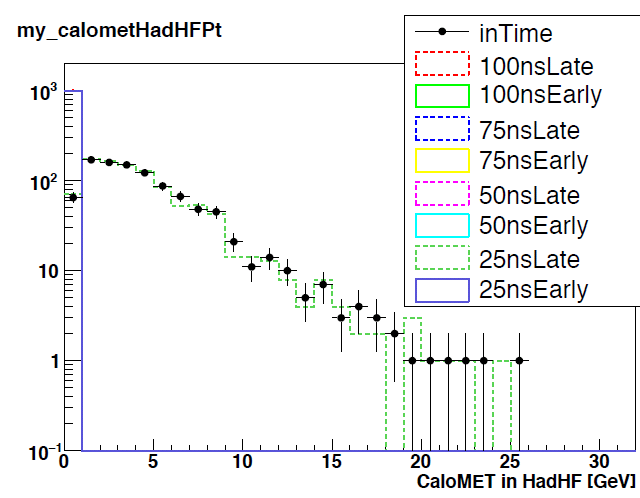 my_calometHadHFPt
inTime
100nsLate
100nsEarly
75nsLate
75nsEarly
50nsLate
50nsEarly
25nsLate
25nsEarly
10³
10²
10
1
10⁻¹
0 5 10 15 20 25 30
CaloMET in HadHF [GeV]